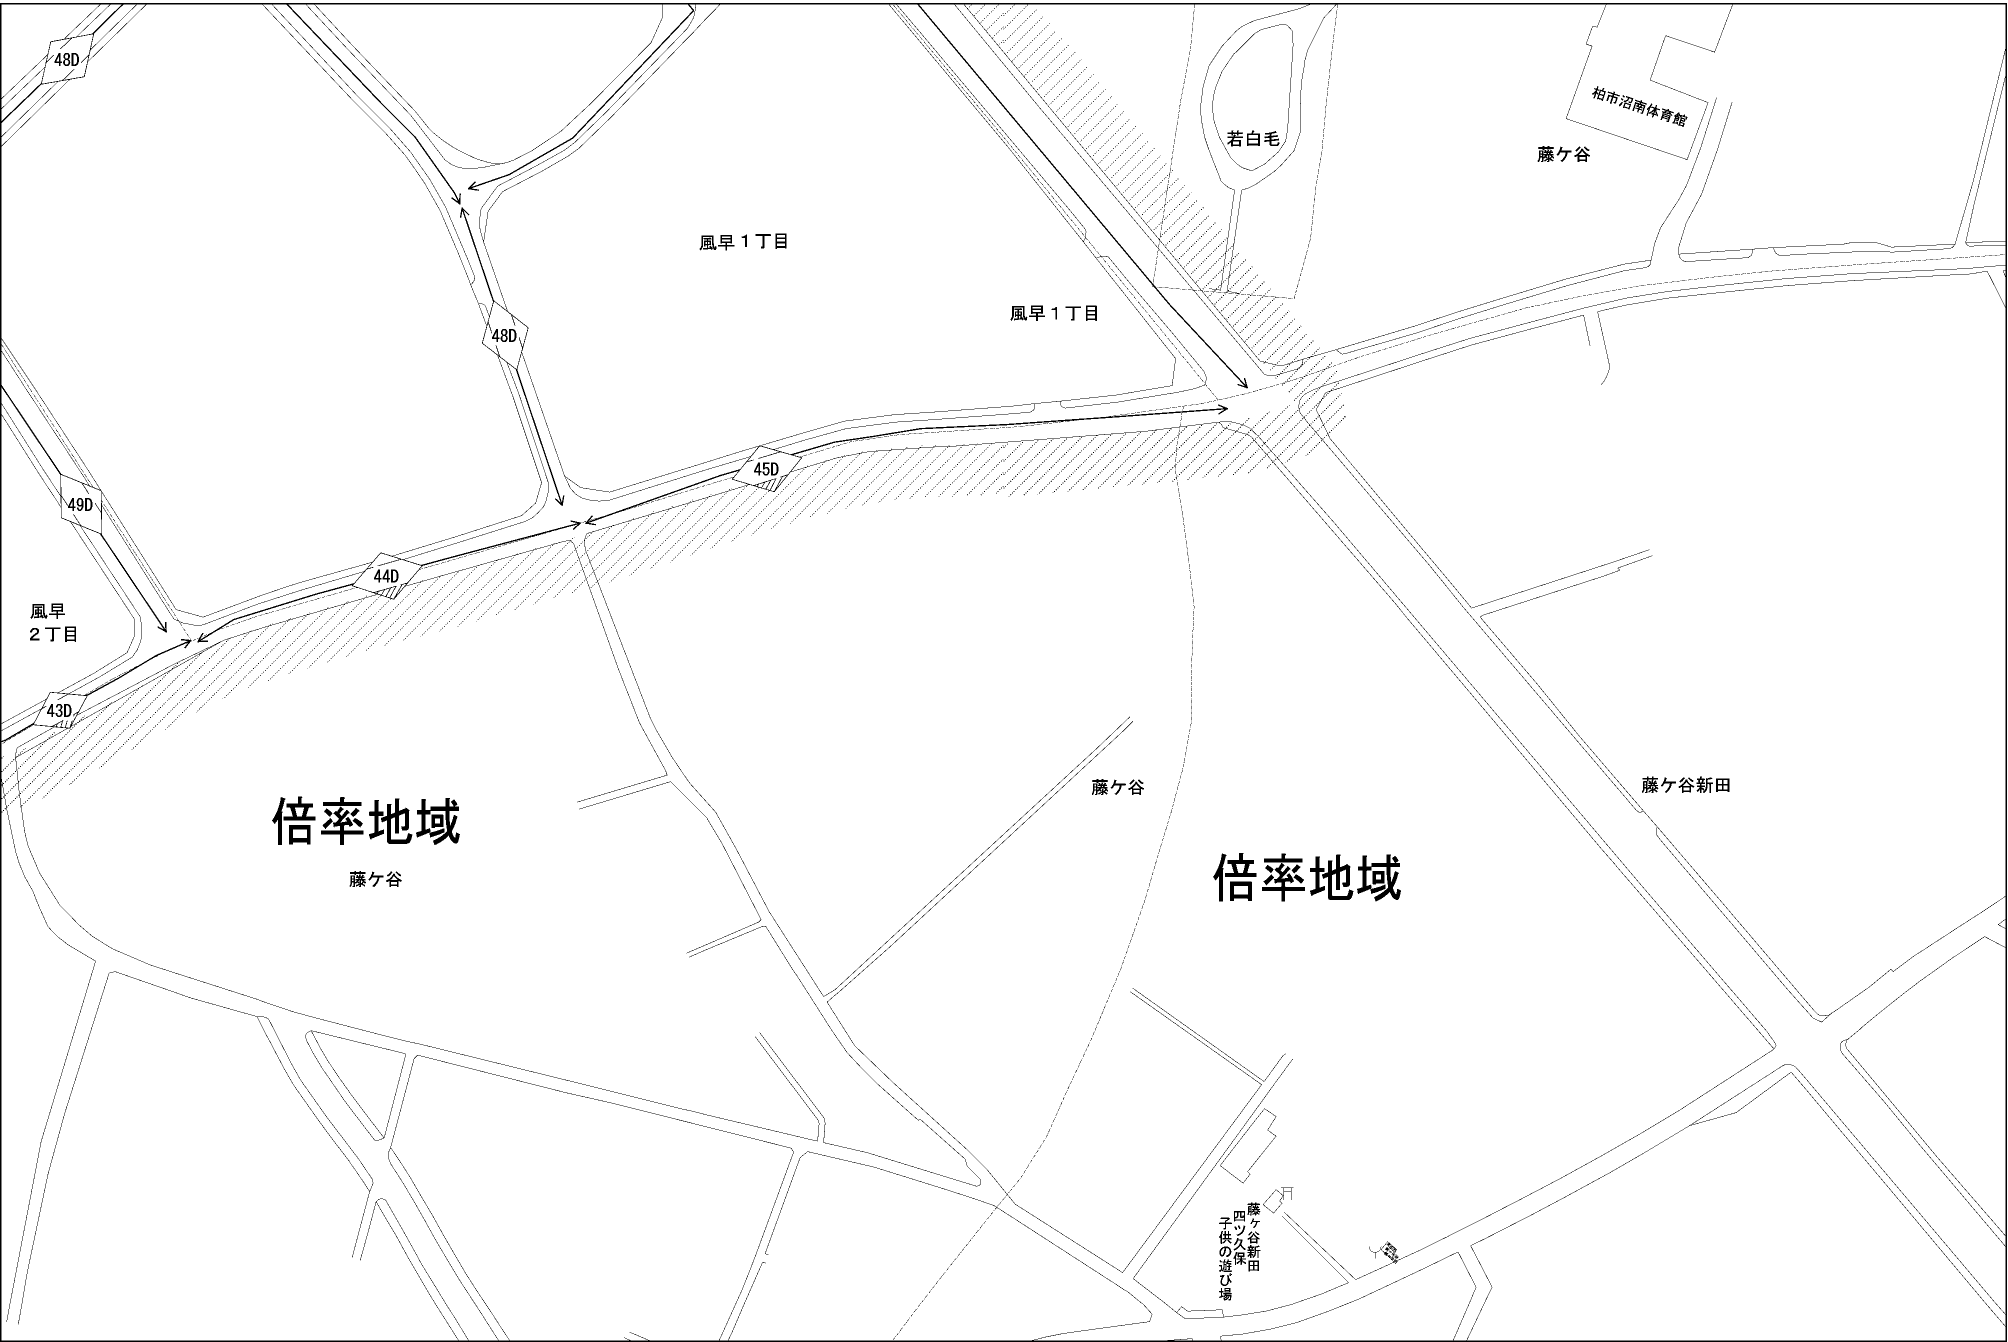 48D
柏市沼南体育館
若白毛
藤ケ谷
風早１丁目
風早１丁目
48D
45D
49D
44D
風早
２丁目
43D
藤ケ谷
藤ケ谷新田
倍率地域
藤ケ谷
倍率地域
藤ヶ谷新田
四ツ久保
子供の遊び場